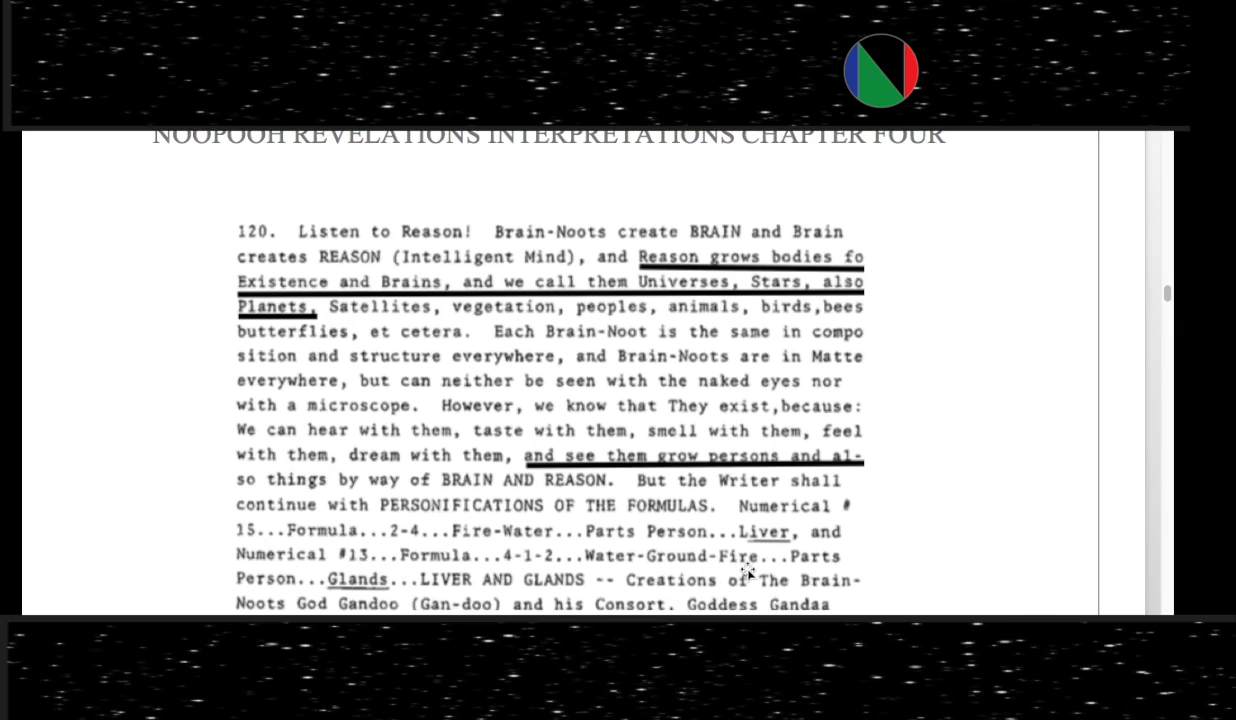 NOOPOOH REVELATIONS INTERPRETATIONS CHAPTER FOUR
120. Listen to Reason! Brain-Noots create BRAIN and Brain
creates REASON (Intelligent Mind), and Reason grows bodies fo
Existence and Brains, and we call them Universes, Stars, also
Planets, Satellites, vegetation, peoples, animals, birds,bees
butterflies, et cetera. Each Brain-Noot is the same in compo
sition and structure everywhere, and Brain-Noots are in Matte
everywhere, but can neither be seen with the naked eyes nor
with a microscope. However, we know that They exist,because:
We can hear with them, taste with them, smell with them, feel
with them, dream with them, and see them grow persons and al-
so things by way of BRAIN AND REASON. But the Writer shall
continue with PERSONIFICATIONS OF THE FORMULAS. Numerical #
15...Formula...2-4...Fire-Water...Parts Person...Liver, and
Numerical #13...Formula...4-1-2...Water-Ground-Fire...Parts
Person...Glands...LIVER AND GLANDS -- Creations of The Brain-
Noots God Gandoo (Gan-doo) and his Consort. Goddess Gandaa